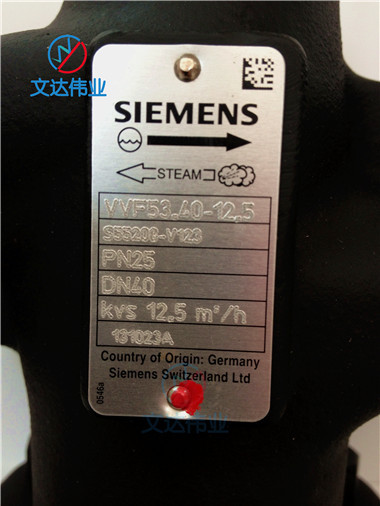 文达伟业
SIEMENS
STEAM
VVF53.40-12.5
S55208-V123
PN25
DN40
kvs 12.5 m³/h
131023A
Country of Origin: Germany
Siemens Switzerland Ltd
0546a
文达伟业